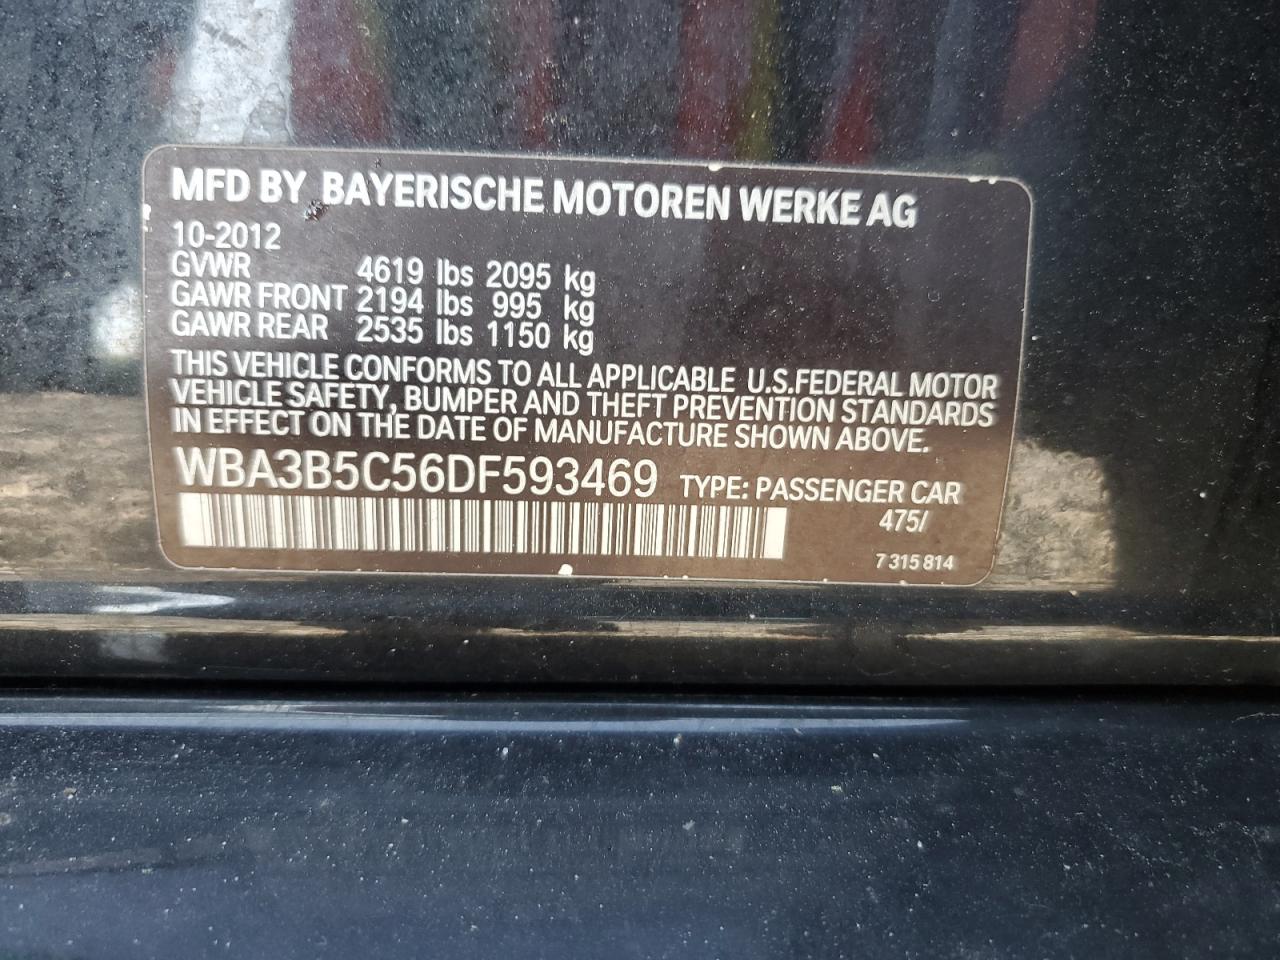 MFD BY BAYERISCHE MOTOREN WERKE AG
10-2012
GVWR 4619 lbs 2095 kg
GAWR FRONT 2194 lbs 995 kg
GAWR REAR 2535 lbs 1150 kg
THIS VEHICLE CONFORMS TO ALL APPLICABLE U.S.FEDERAL MOTOR
VEHICLE SAFETY, BUMPER AND THEFT PREVENTION STANDARDS
IN EFFECT ON THE DATE OF MANUFACTURE SHOWN ABOVE.
WBA3B5C56DF593469 TYPE: PASSENGER CAR
475/
7 315 814